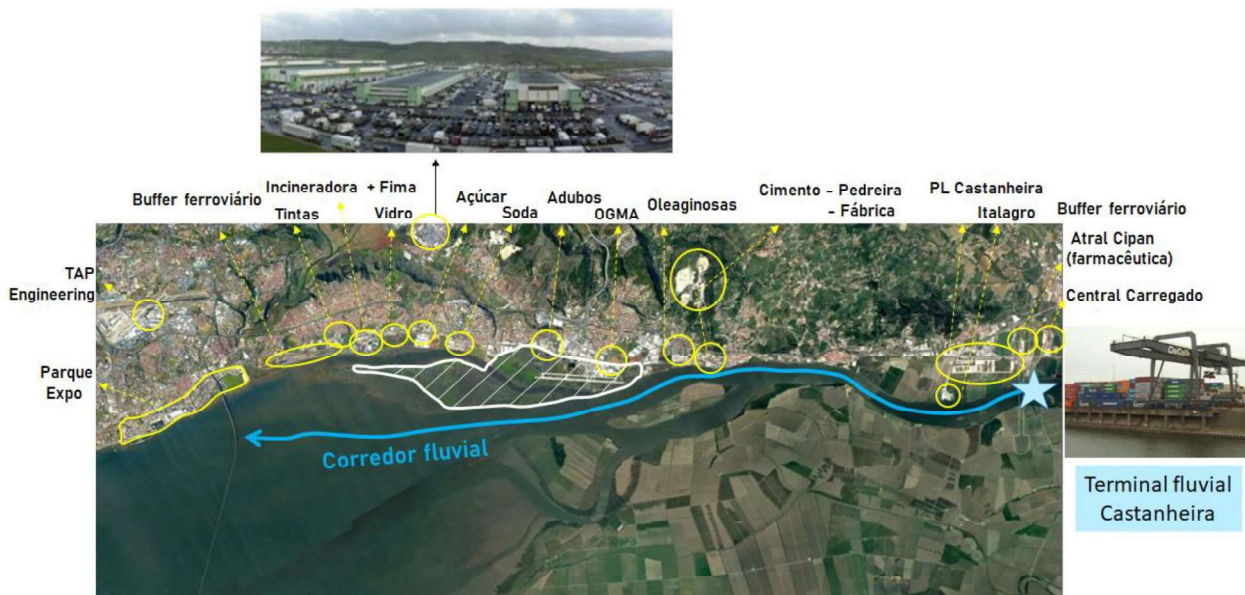 Buffer ferroviário
Incineradora
Tintas
+ Fima
Vidro
Açúcar
Soda
Adubos
OGMA
Oleaginosas
Cimento - Pedreira
- Fábrica
PL Castanheira
Italagro
Buffer ferroviário
Atral Cipan
(farmacêutica)
Central Carregado
TAP
Engineering
Parque
Expo
Corredor fluvial
Terminal fluvial
Castanheira